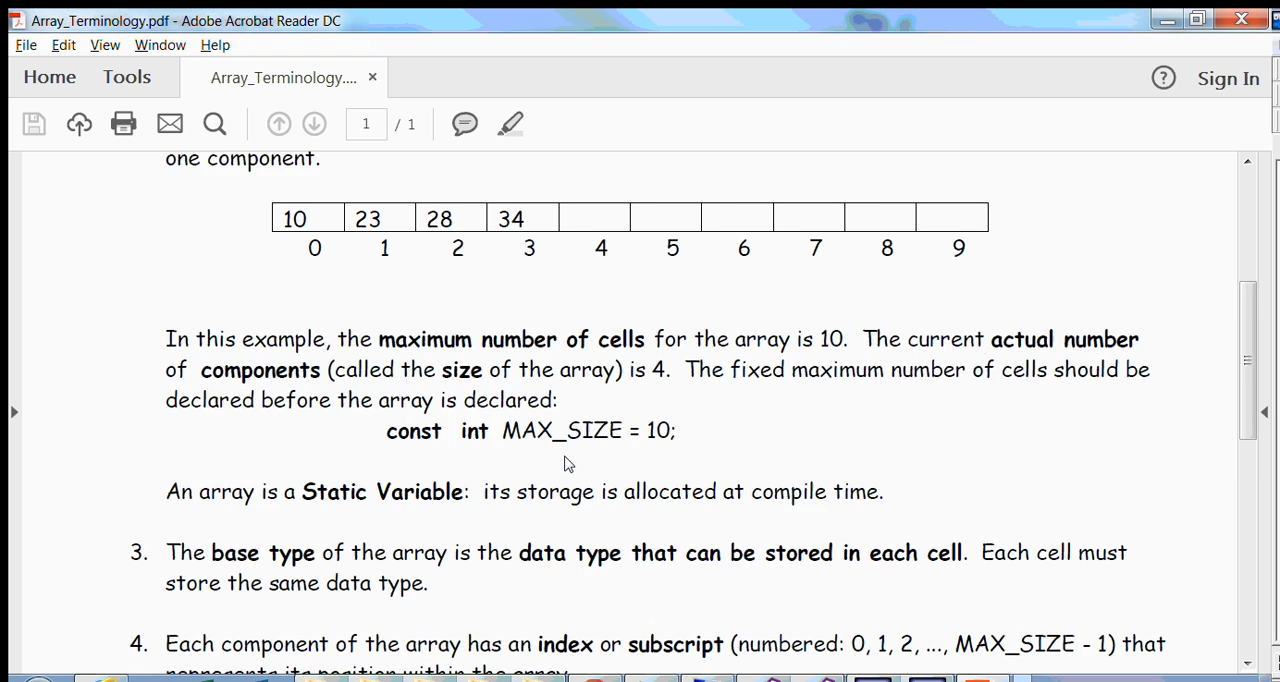 Array_Terminology.pdf - Adobe Acrobat Reader DC
File Edit View Window Help
Home Tools Array_Terminology.... × ? Sign In
1 / 1
one component.
10 23 28 34
0 1 2 3 4 5 6 7 8 9
In this example, the maximum number of cells for the array is 10. The current actual number
of components (called the size of the array) is 4. The fixed maximum number of cells should be
declared before the array is declared:
const int MAX_SIZE = 10;
An array is a Static Variable: its storage is allocated at compile time.
3. The base type of the array is the data type that can be stored in each cell. Each cell must
store the same data type.
4. Each component of the array has an index or subscript (numbered: 0, 1, 2, ..., MAX_SIZE - 1) that
represents its position within the array.